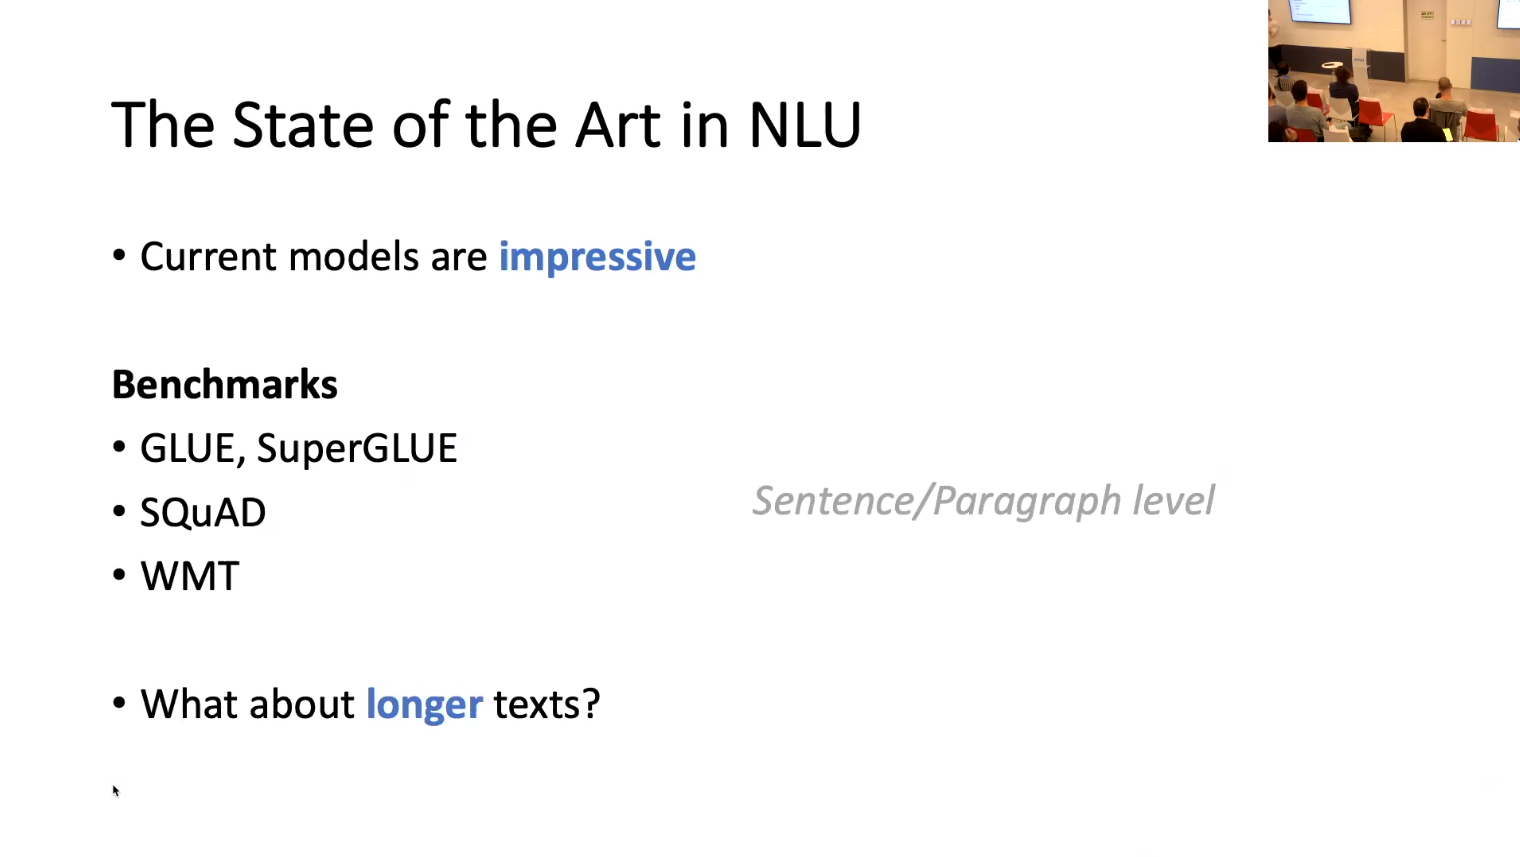 The State of the Art in NLU
• Current models are impressive
Benchmarks
• GLUE, SuperGLUE
• SQuAD
Sentence/Paragraph level
• WMT
• What about longer texts?